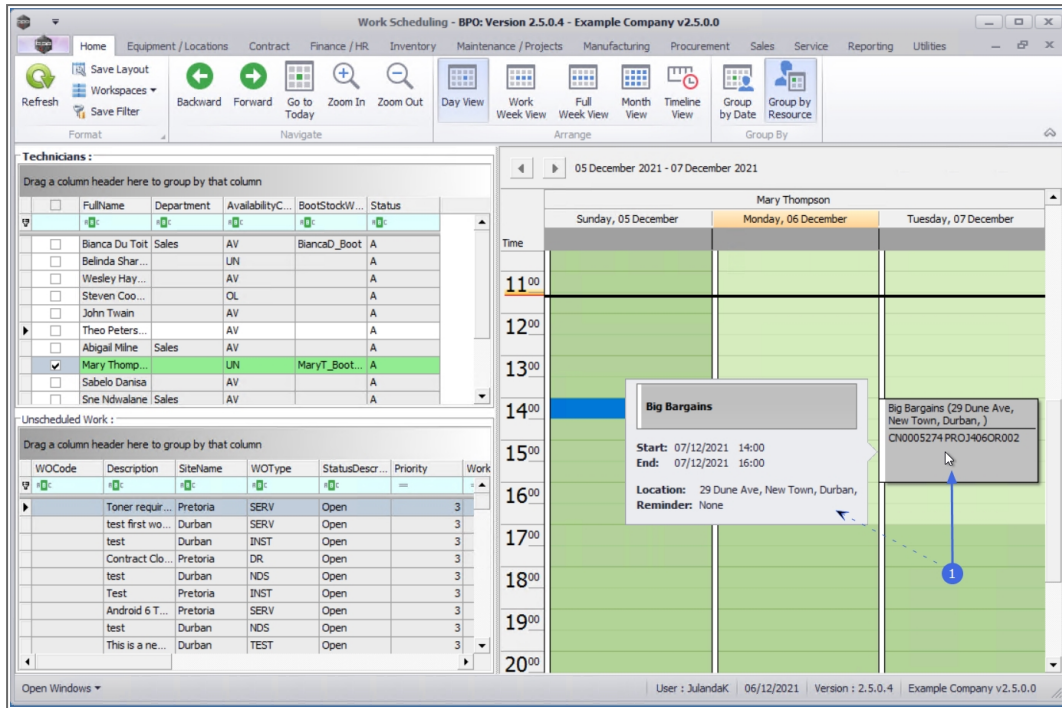 Work Scheduling - BPO: Version 2.5.0.4 - Example Company v2.5.0.0
Home Equipment / Locations Contract Finance / HR Inventory Maintenance / Projects Manufacturing Procurement Sales Service Reporting Utilities
Refresh
Save Layout
Workspaces
Save Filter
Format
Backward
Forward
Go to Today
Zoom In
Zoom Out
Navigate
Day View
Work Week View
Full Week View
Month View
Timeline View
Arrange
Group by Date
Group by Resource
Group By
Technicians :
Drag a column header here to group by that column
FullName Department AvailabilityC... BootStockW... Status
Bianca Du Toit Sales AV BiancaD_Boot A
Belinda Shar... UN A
Wesley Hay... AV A
Steven Coo... OL A
John Twain AV A
Theo Peters... AV A
Abigail Milne Sales AV A
Mary Thomp... UN MaryT_Boot... A
Sabelo Danisa AV A
Sne Ndwalane Sales AV A
Unscheduled Work :
Drag a column header here to group by that column
WOCode Description SiteName WOType StatusDescr... Priority Work
Toner requir... Pretoria SERV Open 3
test first wo... Durban SERV Open 3
test Durban INST Open 3
Contract Clo... Pretoria DR Open 3
test Durban NDS Open 3
Test Pretoria INST Open 3
Android 6 T... Pretoria SERV Open 3
test Durban NDS Open 3
This is a ne... Durban TEST Open 3
05 December 2021 - 07 December 2021
Mary Thompson
Sunday, 05 December Monday, 06 December Tuesday, 07 December
Time
11 00
12 00
13 00
14 00
15 00
16 00
17 00
18 00
19 00
20 00
Big Bargains
Start: 07/12/2021 14:00
End: 07/12/2021 16:00
Location: 29 Dune Ave, New Town, Durban,
Reminder: None
Big Bargains (29 Dune Ave,
New Town, Durban, )
CN0005274 PROJ406OR002
1
Open Windows
User : JulandaK 06/12/2021 Version : 2.5.0.4 Example Company v2.5.0.0